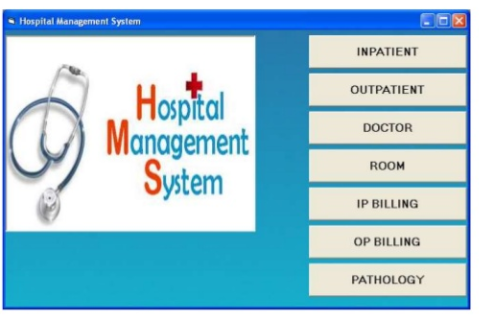 Hospital Management System
Hospital
Management
System
INPATIENT
OUTPATIENT
DOCTOR
ROOM
IP BILLING
OP BILLING
PATHOLOGY